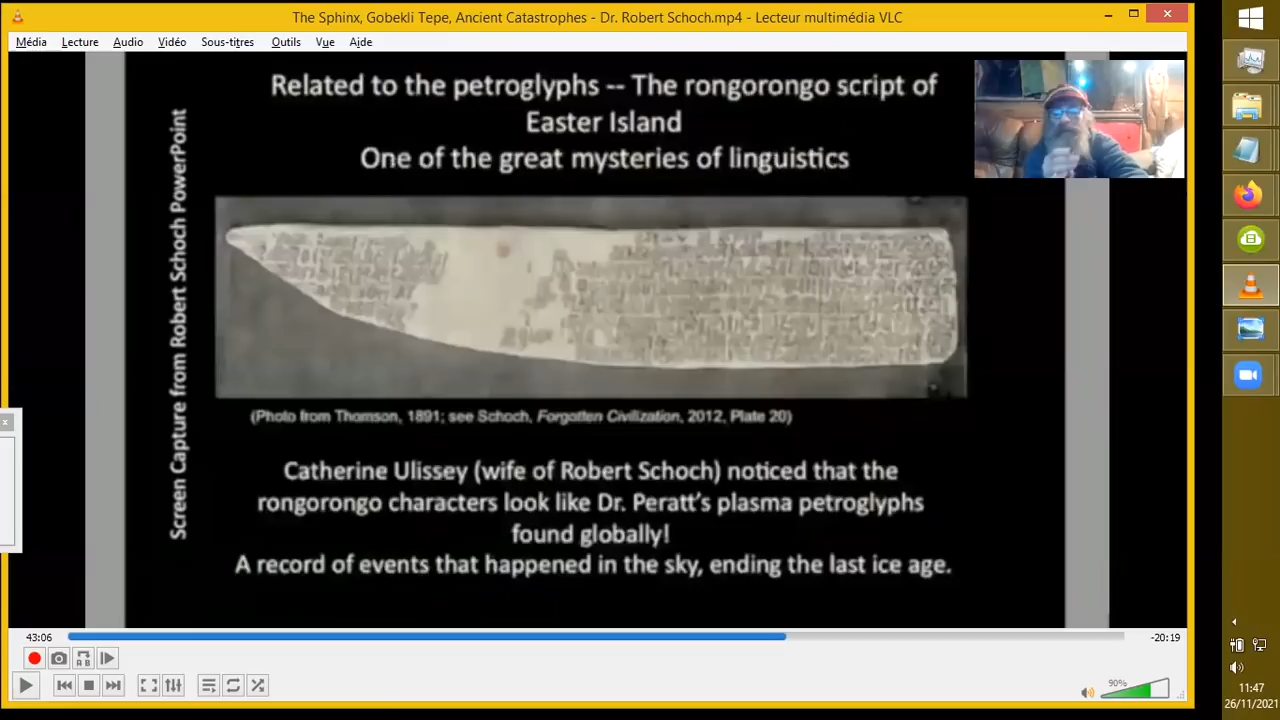 The Sphinx, Gobekli Tepe, Ancient Catastrophes - Dr. Robert Schoch.mp4 - Lecteur multimédia VLC
Média Lecture Audio Vidéo Sous-titres Outils Vue Aide
Related to the petroglyphs -- The rongorongo script of
Easter Island
One of the great mysteries of linguistics
Screen Capture from Robert Schoch PowerPoint
(Photo from Thomson, 1891; see Schoch, Forgotten Civilization, 2012, Plate 20)
Catherine Ulissey (wife of Robert Schoch) noticed that the
rongorongo characters look like Dr. Peratt's plasma petroglyphs
found globally!
A record of events that happened in the sky, ending the last ice age.
43:06
-20:19
90%
11:47
26/11/2021